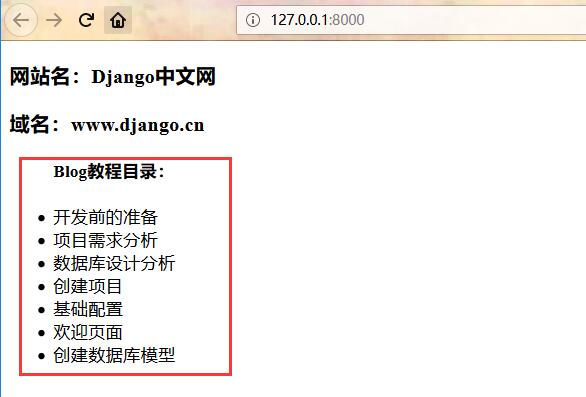 127.0.0.1:8000
网站名：Django中文网
域名：www.django.cn
Blog教程目录：
开发前的准备
项目需求分析
数据库设计分析
创建项目
基础配置
欢迎页面
创建数据库模型